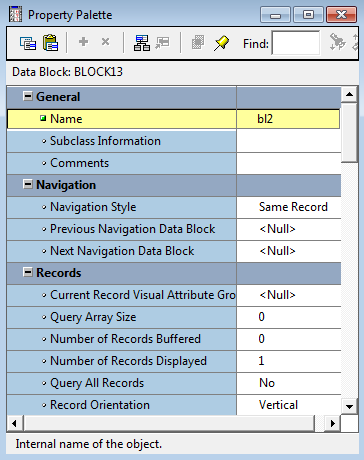 Property Palette
Find:
Data Block: BLOCK13
General
Name bl2
Subclass Information
Comments
Navigation
Navigation Style Same Record
Previous Navigation Data Block <Null>
Next Navigation Data Block <Null>
Records
Current Record Visual Attribute Gro <Null>
Query Array Size 0
Number of Records Buffered 0
Number of Records Displayed 1
Query All Records No
Record Orientation Vertical
Internal name of the object.